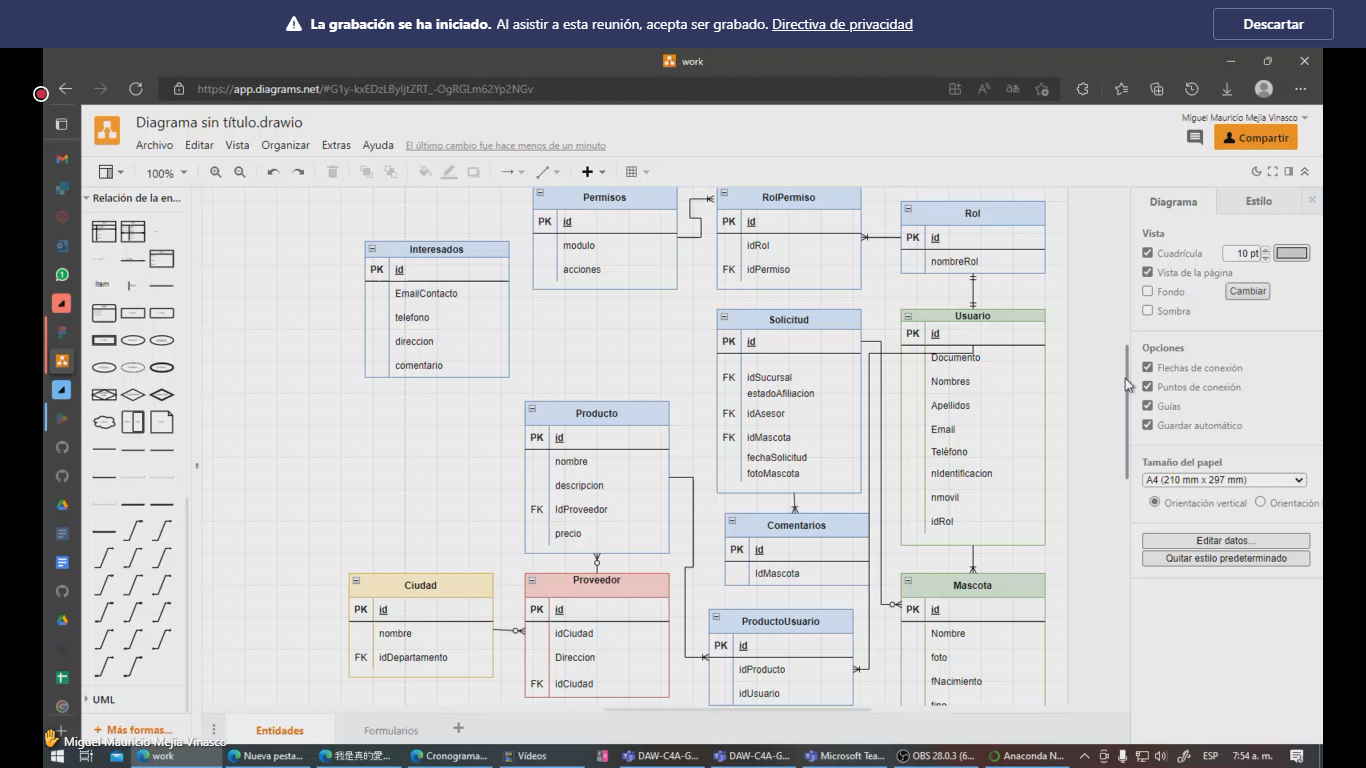 La grabación se ha iniciado. Al asistir a esta reunión, acepta ser grabado. Directiva de privacidad
Descartar
work
https://app.diagrams.net/#G1y-kxEDzLByljtZRT_-OgRGLm62Yp2NGv
Diagrama sin título.drawio
Miguel Mauricio Mejía Vinasco
Archivo Editar Vista Organizar Extras Ayuda El último cambio fue hace menos de un minuto
Compartir
100%
Relación de la en...
Item
UML
+ Más formas...
Permisos
PK id
modulo
acciones
RolPermiso
PK id
idRol
FK idPermiso
Rol
PK id
nombreRol
Interesados
PK id
EmailContacto
telefono
direccion
comentario
Solicitud
PK id
FK idSucursal
estadoAfiliacion
FK idAsesor
FK idMascota
fechaSolicitud
fotoMascota
Usuario
PK id
Documento
Nombres
Apellidos
Email
Teléfono
nIdentificacion
nmovil
idRol
Producto
PK id
nombre
descripcion
FK IdProveedor
precio
Comentarios
PK id
IdMascota
Ciudad
PK id
nombre
FK idDepartamento
Proveedor
PK id
idCiudad
Direccion
FK idCiudad
ProductoUsuario
PK id
idProducto
idUsuario
Mascota
PK id
Nombre
foto
fNacimiento
tipo
Diagrama Estilo
Vista
Cuadrícula 10 pt
Vista de la página
Fondo Cambiar
Sombra
Opciones
Flechas de conexión
Puntos de conexión
Guías
Guardar automático
Tamaño del papel
A4 (210 mm x 297 mm)
Orientación vertical Orientación
Editar datos...
Quitar estilo predeterminado
Entidades Formularios
Miguel Mauricio Mejia Vinasco
work
Nueva pesta...
我是真的愛...
Cronograma...
Vídeos
DAW-C4A-G...
DAW-C4A-G...
Microsoft Tea...
OBS 28.0.3 (6...
Anaconda N...
ESP
7:54 a. m.